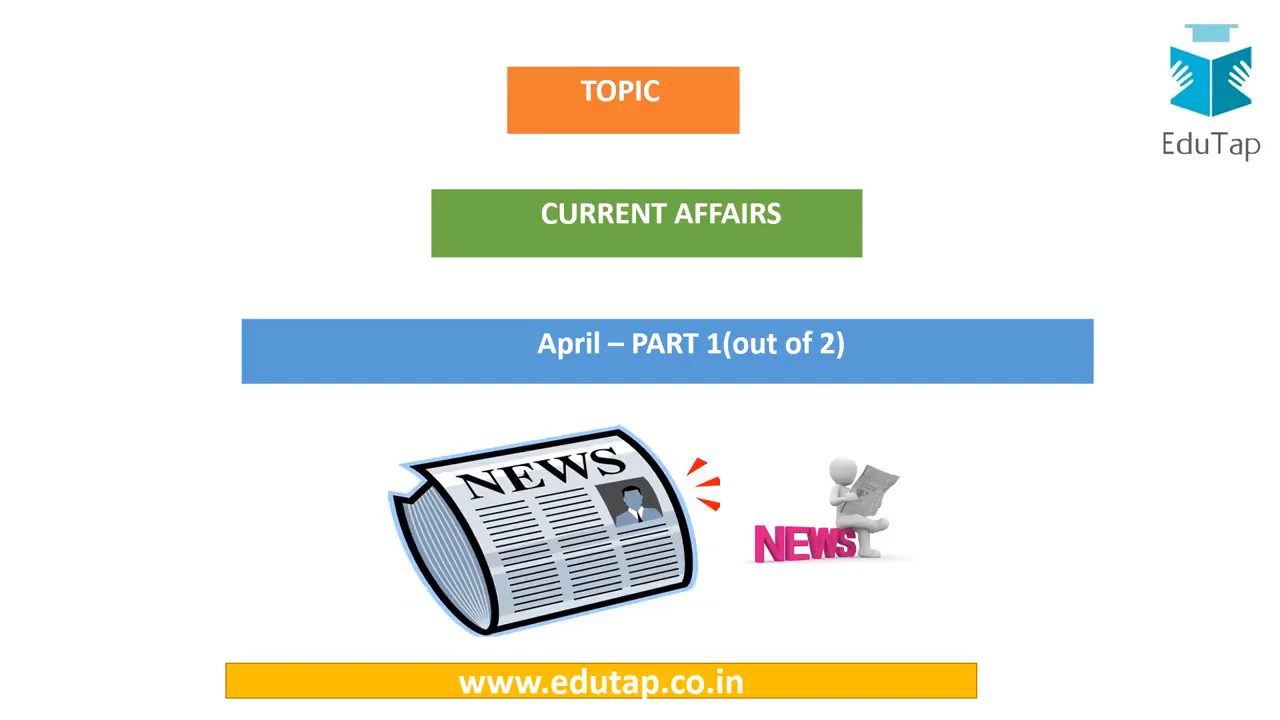 TOPIC
EduTap
CURRENT AFFAIRS
April – PART 1(out of 2)
NEWS
NEWS
www.edutap.co.in